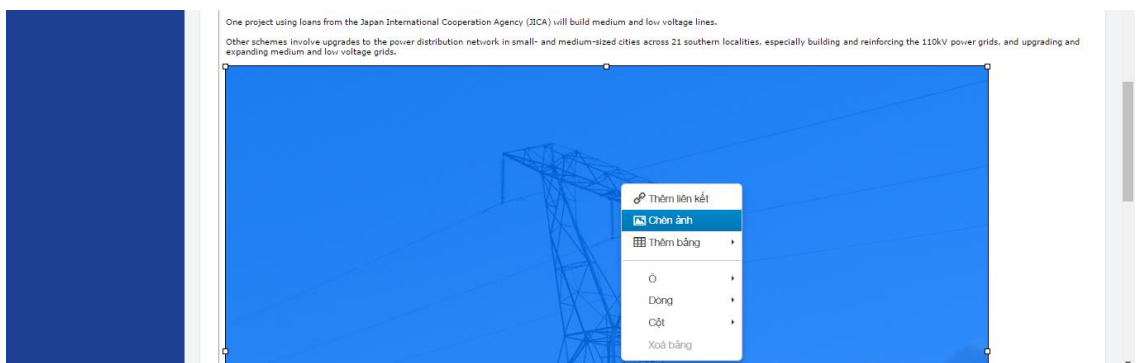 One project using loans from the Japan International Cooperation Agency (JICA) will build medium and low voltage lines.
Other schemes involve upgrades to the power distribution network in small- and medium-sized cities across 21 southern localities, especially building and reinforcing the 110kV power grids, and upgrading and
expanding medium and low voltage grids.
Thêm liên kết
Chèn ảnh
Thêm bảng
Ô
Dòng
Cột
Xoá bảng